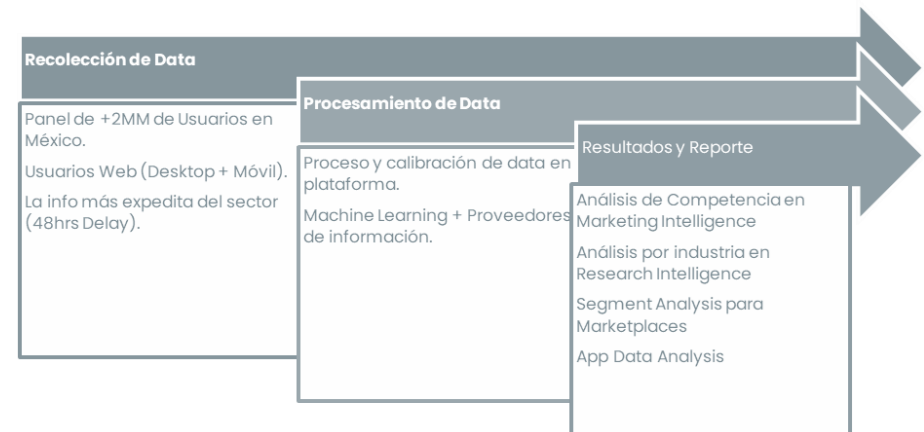 Recolección de Data
Panel de +2MM de Usuarios en
México.
Usuarios Web (Desktop + Móvil).
La info más expedita del sector
(48hrs Delay).
Procesamiento de Data
Proceso y calibración de data en
plataforma.
Machine Learning + Proveedores
de información.
Resultados y Reporte
Análisis de Competencia en
Marketing Intelligence
Análisis por industria en
Research Intelligence
Segment Analysis para
Marketplaces
App Data Analysis